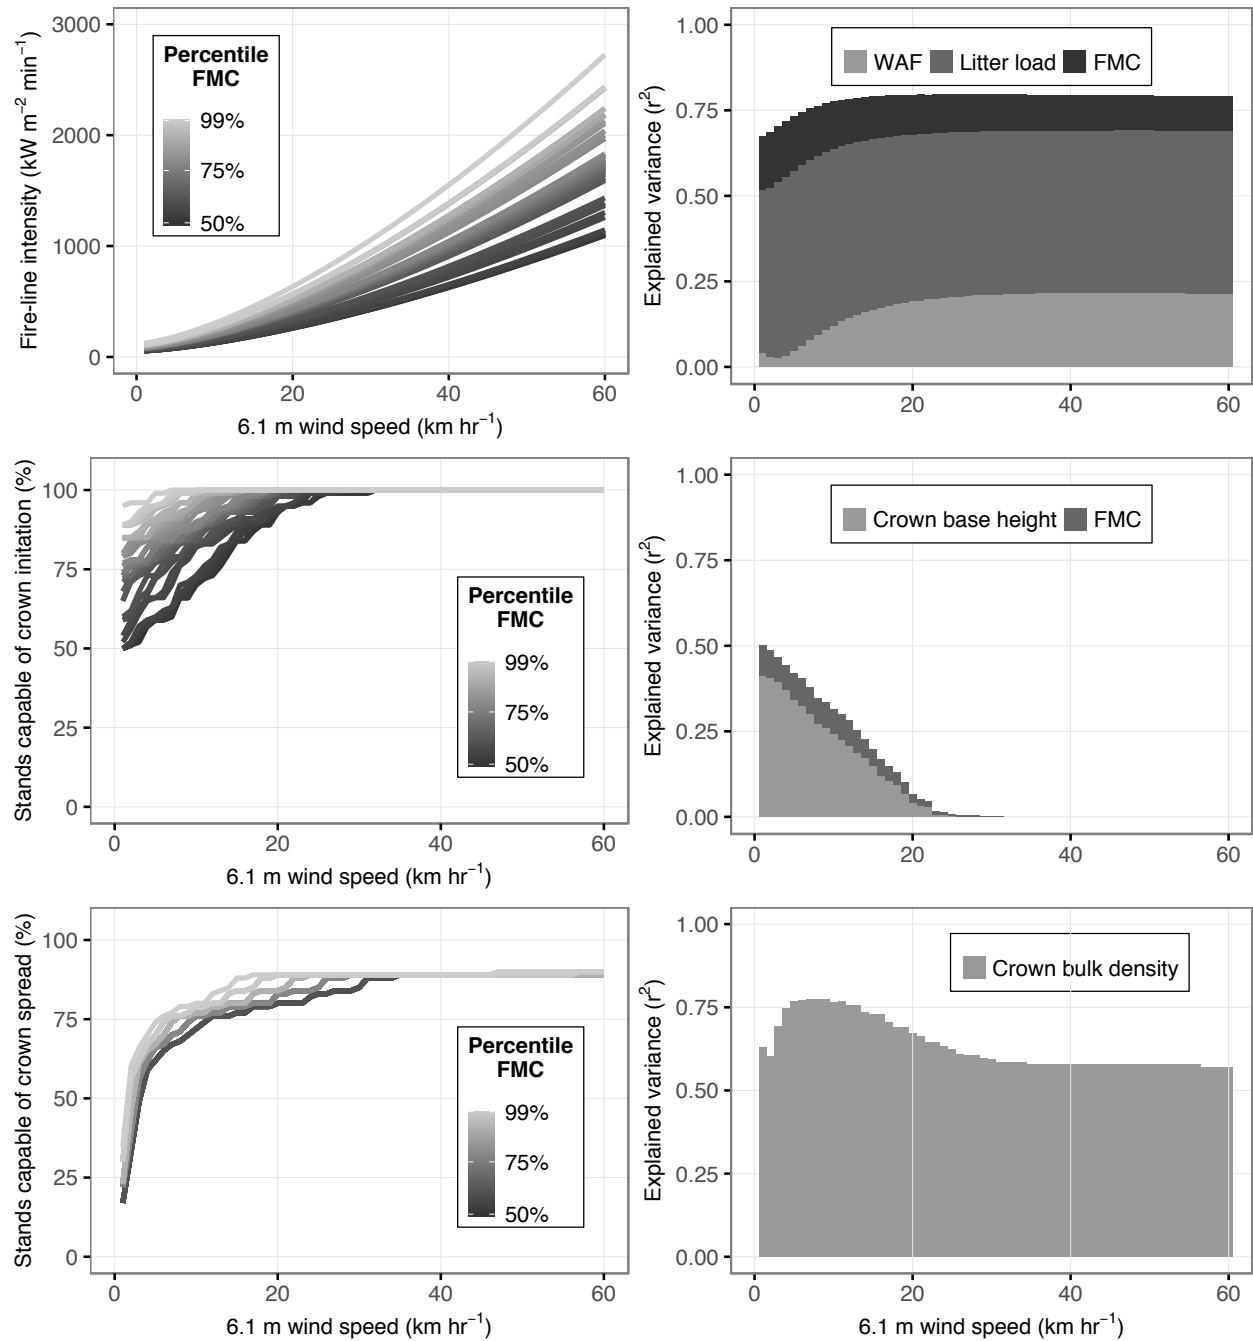 Fire-line intensity (kW m⁻² min⁻¹)
3000
2000
1000
0
Percentile
FMC
99%
75%
50%
0 20 40 60
6.1 m wind speed (km hr⁻¹)
Explained variance (r²)
1.00
0.75
0.50
0.25
0.00
WAF Litter load FMC
0 20 40 60
Stands capable of crown initation (%)
100
75
50
25
0
Percentile
FMC
99%
75%
50%
0 20 40 60
6.1 m wind speed (km hr⁻¹)
Explained variance (r²)
1.00
0.75
0.50
0.25
0.00
Crown base height FMC
0 20 40 60
Stands capable of crown spread (%)
100
75
50
25
0
Percentile
FMC
99%
75%
50%
0 20 40 60
6.1 m wind speed (km hr⁻¹)
Explained variance (r²)
1.00
0.75
0.50
0.25
0.00
Crown bulk density
0 20 40 60
6.1 m wind speed (km hr⁻¹)